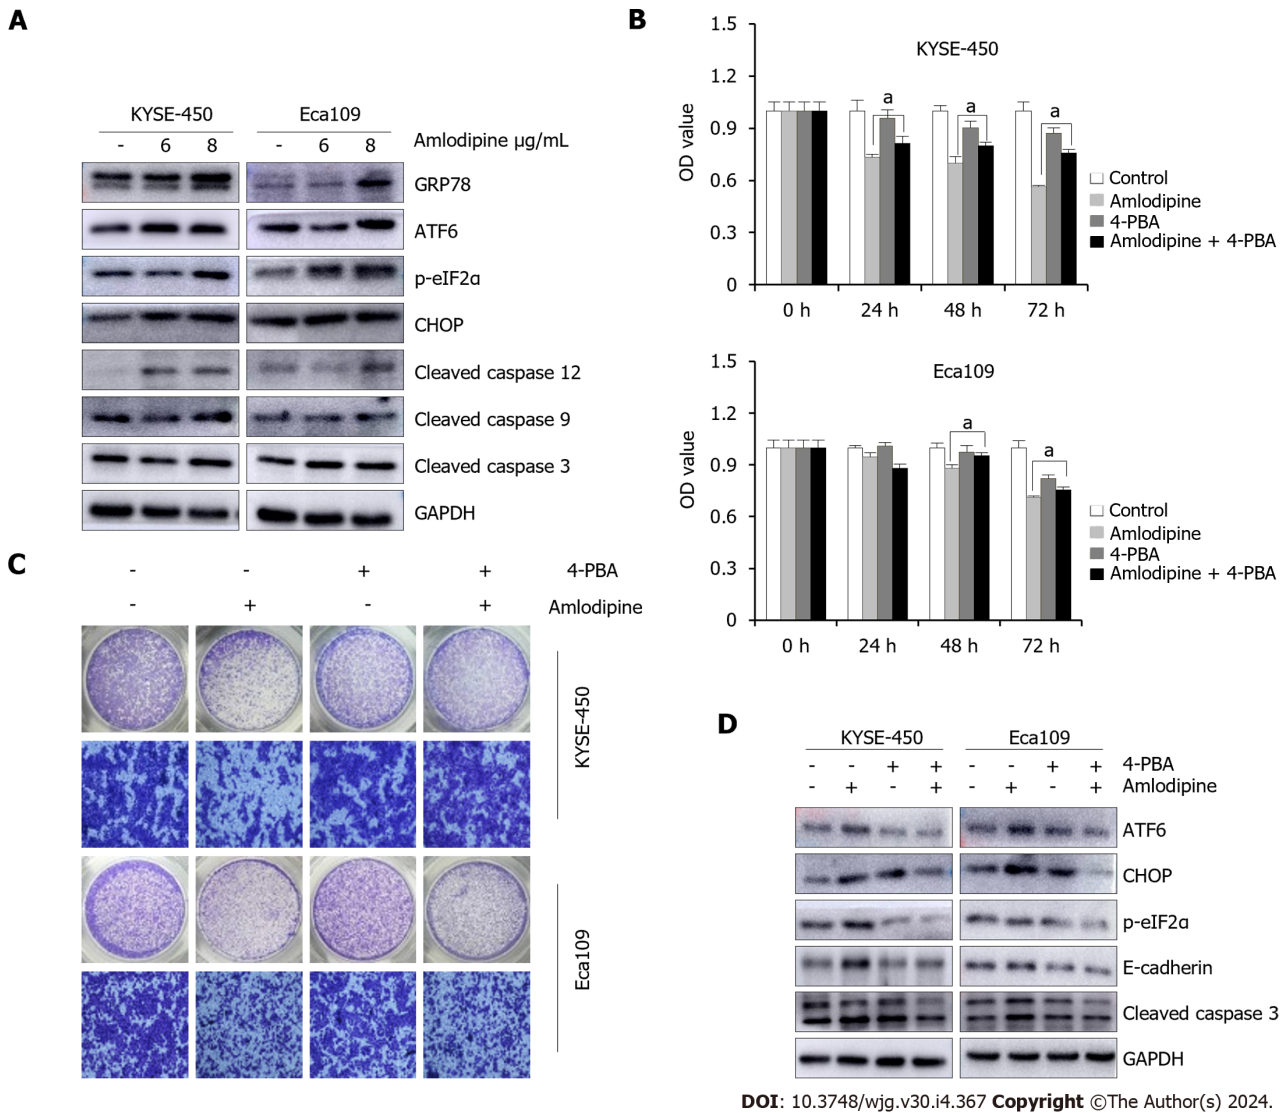 A
KYSE-450 Eca109
- 6 8 - 6 8 Amlodipine µg/mL
GRP78
ATF6
p-eIF2ɑ
CHOP
Cleaved caspase 12
Cleaved caspase 9
Cleaved caspase 3
GAPDH
B
KYSE-450
OD value
1.5
1.2
0.9
0.6
0.3
0
a a a
0 h 24 h 48 h 72 h
Control
Amlodipine
4-PBA
Amlodipine + 4-PBA
Eca109
OD value
1.5
1.2
0.9
0.6
0.3
0
a a
0 h 24 h 48 h 72 h
Control
Amlodipine
4-PBA
Amlodipine + 4-PBA
C
- - + + 4-PBA
- + - + Amlodipine
KYSE-450
Eca109
D
KYSE-450 Eca109
- - + + - - + + 4-PBA
- + - + - + - + Amlodipine
ATF6
CHOP
p-eIF2ɑ
E-cadherin
Cleaved caspase 3
GAPDH
DOI: 10.3748/wjg.v30.i4.367 Copyright ©The Author(s) 2024.